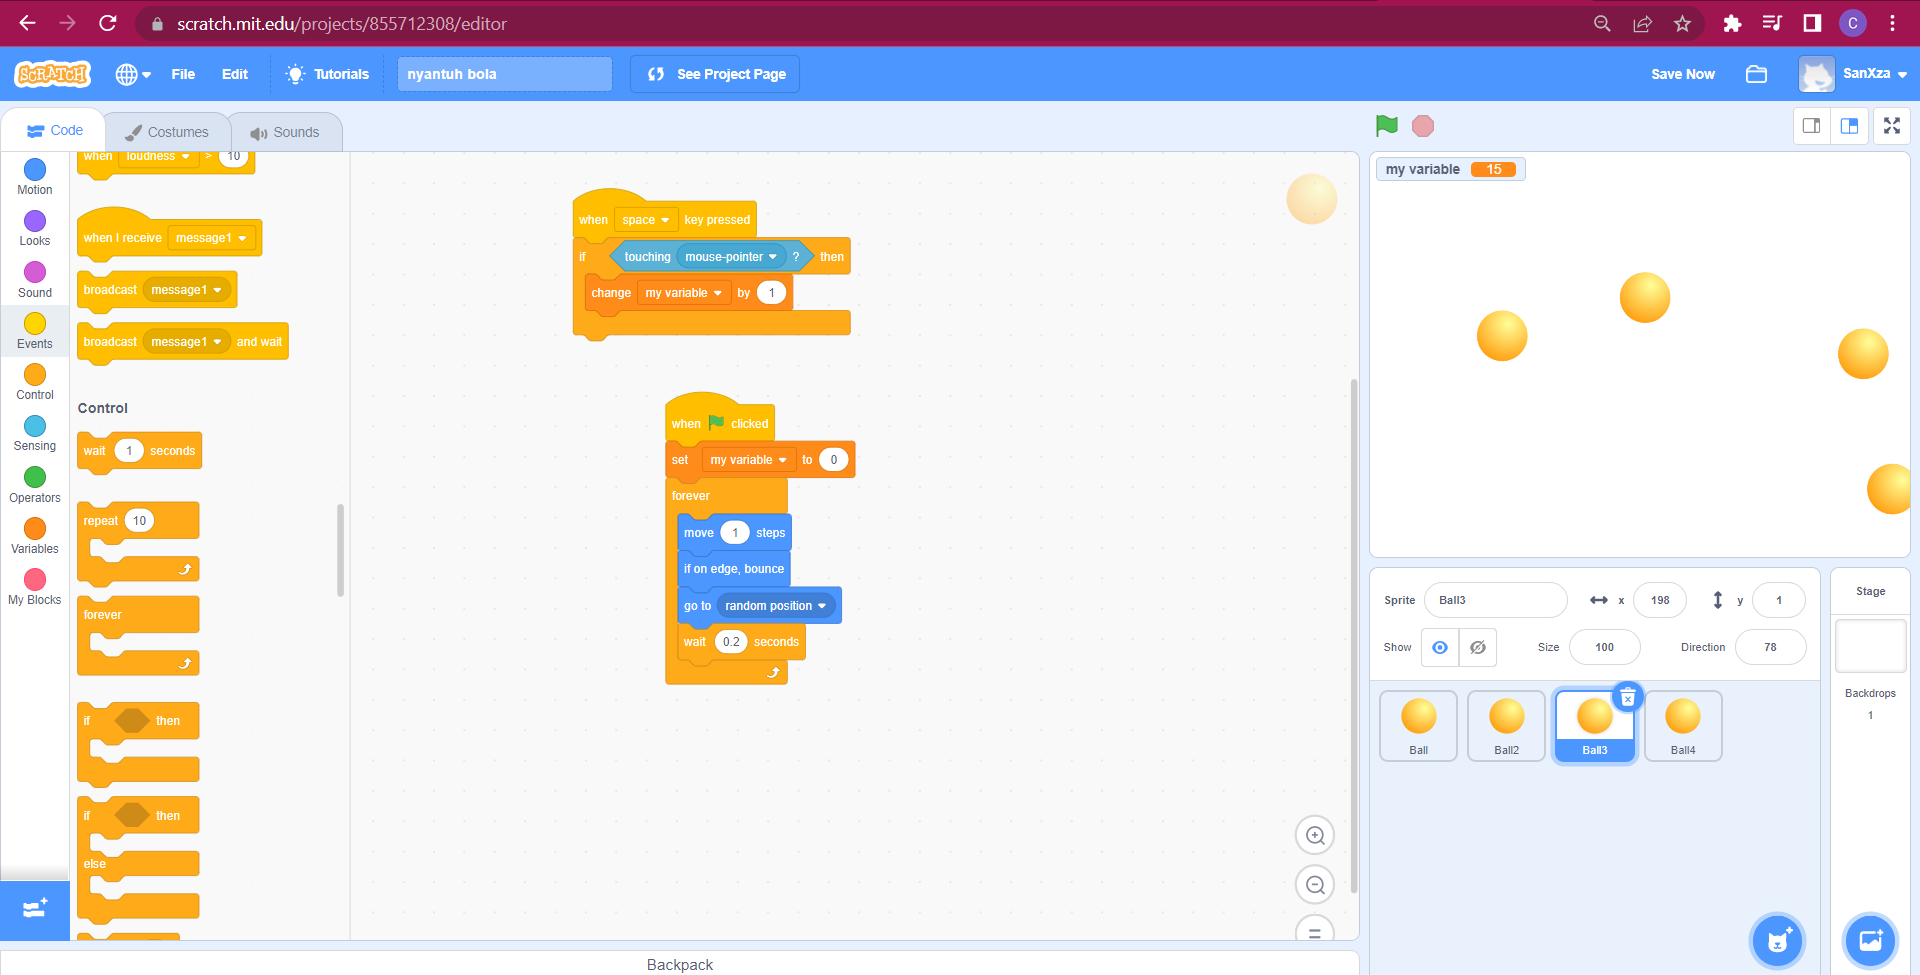 scratch.mit.edu/projects/855712308/editor
C
SCRATCH
File
Edit
Tutorials
nyantuh bola
See Project Page
Save Now
SanXza
Code
Costumes
Sounds
Motion
Looks
Sound
Events
Control
Sensing
Operators
Variables
My Blocks
when loudness > 10
when I receive message1
broadcast message1
broadcast message1 and wait
Control
wait 1 seconds
repeat 10
forever
if then
if then
else
when space key pressed
if touching mouse-pointer ? then
change my variable by 1
when clicked
set my variable to 0
forever
move 1 steps
if on edge, bounce
go to random position
wait 0.2 seconds
my variable 15
Sprite Ball3 x 198 y 1
Show Size 100 Direction 78
Ball
Ball2
Ball3
Ball4
Stage
Backdrops
1
Backpack